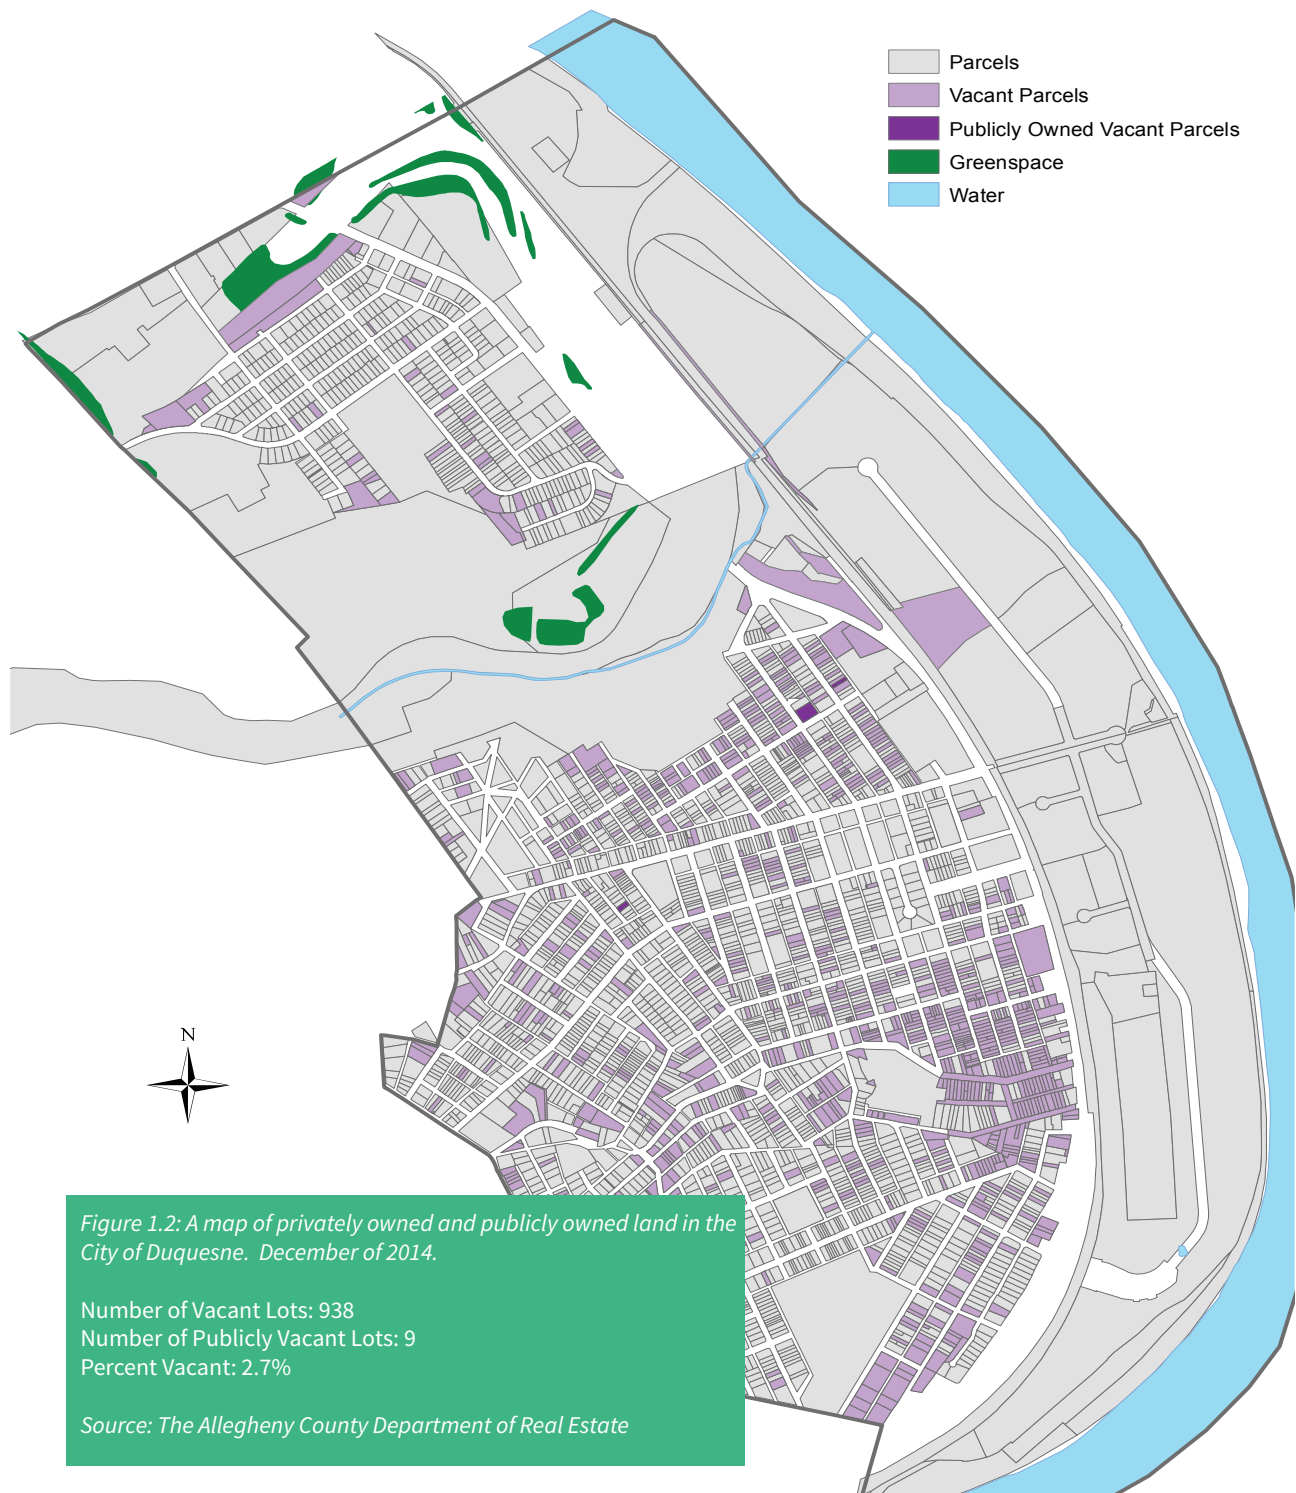 Parcels
Vacant Parcels
Publicly Owned Vacant Parcels
Greenspace
Water
N
Figure 1.2: A map of privately owned and publicly owned land in the
City of Duquesne.  December of 2014.
Number of Vacant Lots: 938
Number of Publicly Vacant Lots: 9
Percent Vacant: 2.7%
Source: The Allegheny County Department of Real Estate